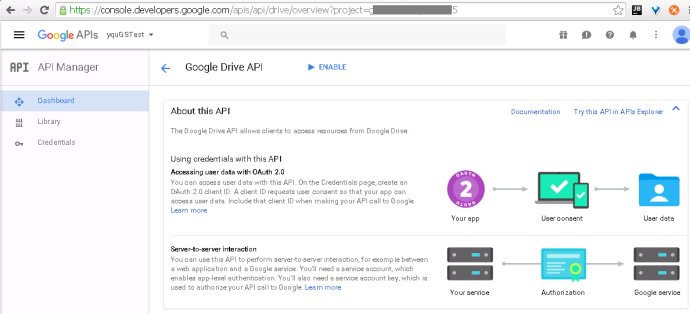 https://console.developers.google.com/apis/api/drive/overview?project=
5
Google APIs yquGSTest
API API Manager
Google Drive API ENABLE
Dashboard
Library
Credentials
About this API Documentation Try this API in APIs Explorer
The Google Drive API allows clients to access resources from Google Drive.
Using credentials with this API
Accessing user data with OAuth 2.0
You can access user data with this API. On the Credentials page, create an
OAuth 2.0 client ID. A client ID requests user consent so that your app can
access user data. Include that client ID when making your API call to Google.
Learn more
OAUTH
2
OAUTH
Your app User consent User data
Server-to-server interaction
You can use this API to perform server-to-server interaction, for example between
a web application and a Google service. You'll need a service account, which
enables app-level authentication. You'll also need a service account key, which is
used to authorize your API call to Google. Learn more
Your service Authorization Google service